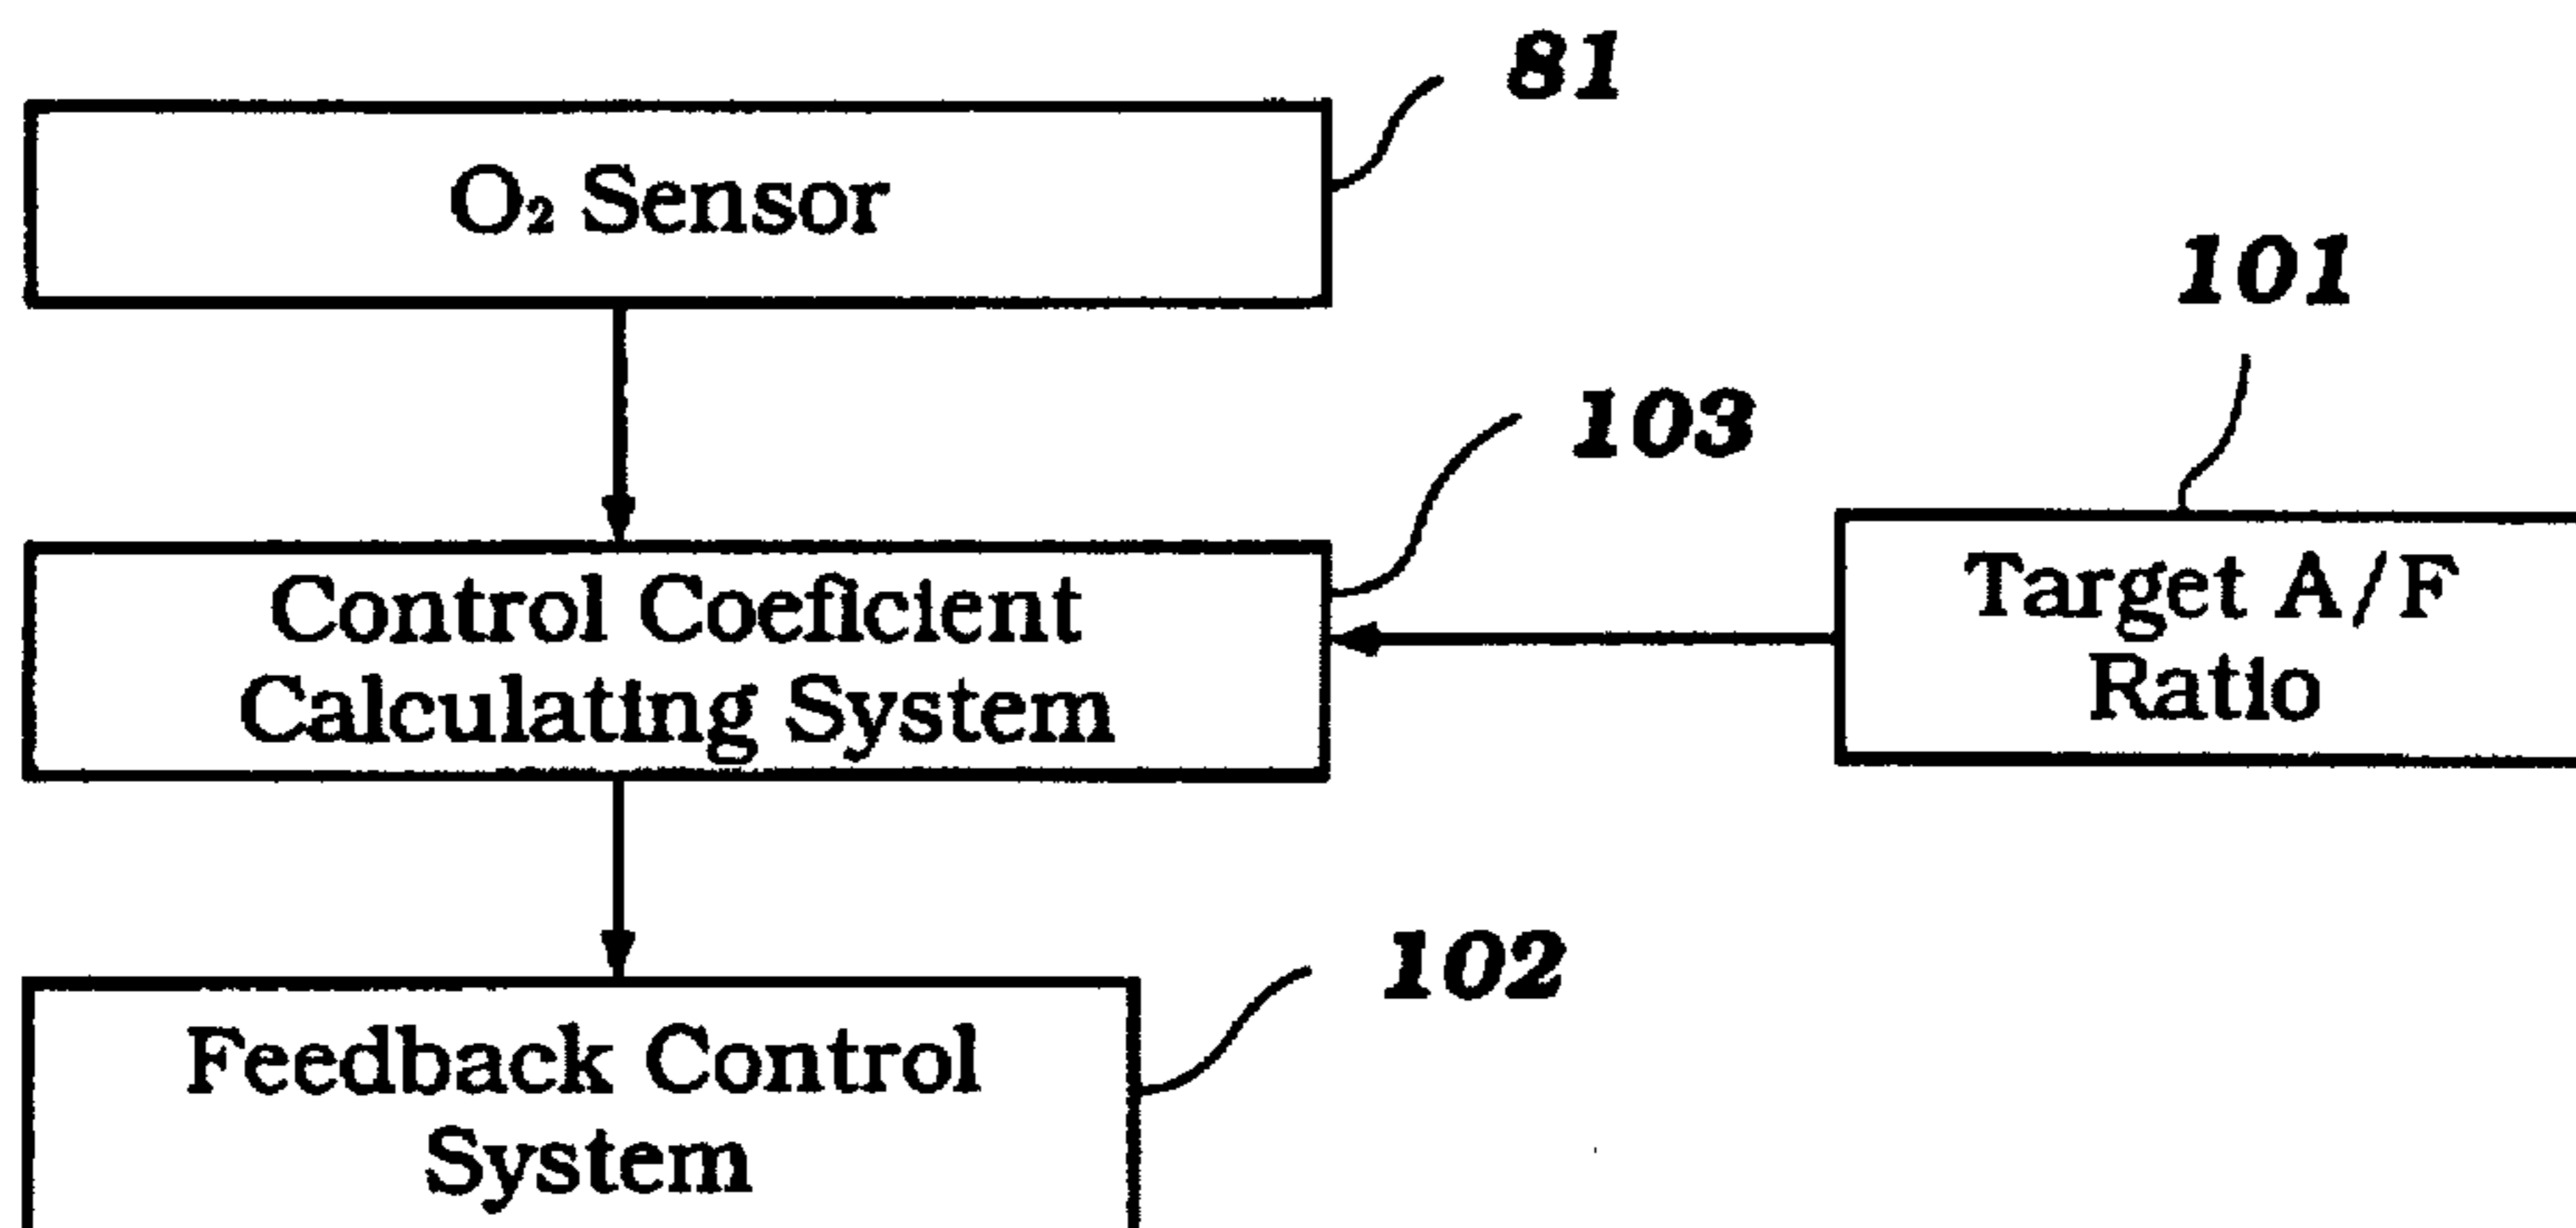 81
O₂ Sensor
101
103
Control Coeficient
Calculating System
Target A/F
Ratio
102
Feedback Control
System